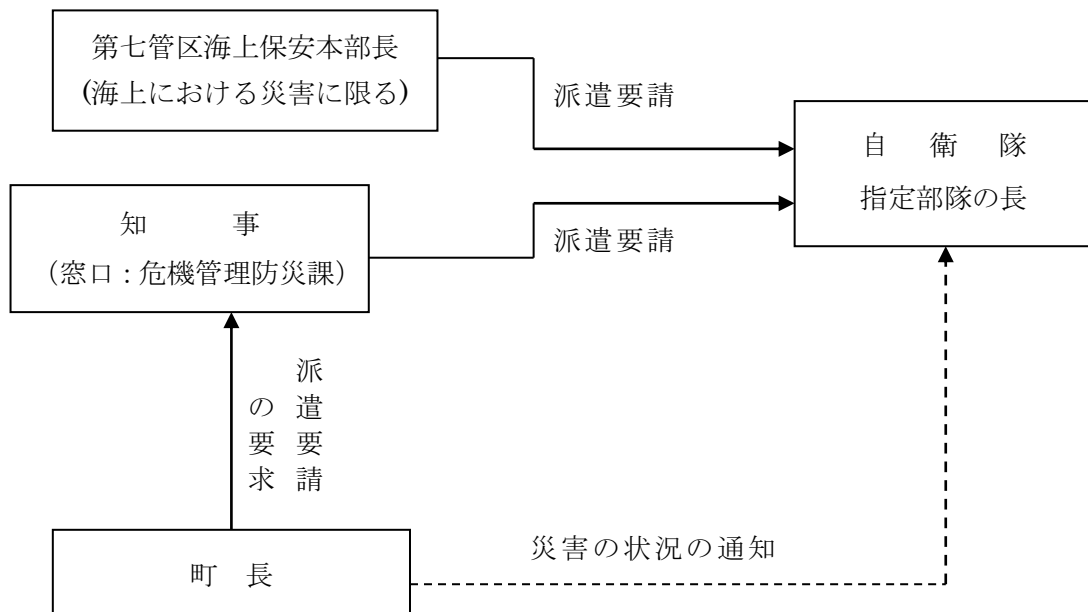 第七管区海上保安本部長
(海上における災害に限る)
派遣要請
自　衛　隊
指定部隊の長
知　　事
（窓口：危機管理防災課）
派遣要請
派遣要請
の要求
災害の状況の通知
町　長